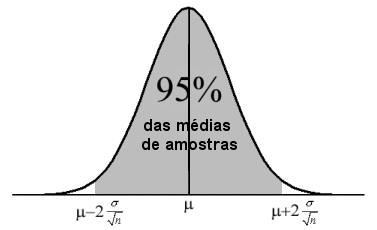 95%
das médias
de amostras
μ−2 σ/√n
μ
μ+2 σ/√n